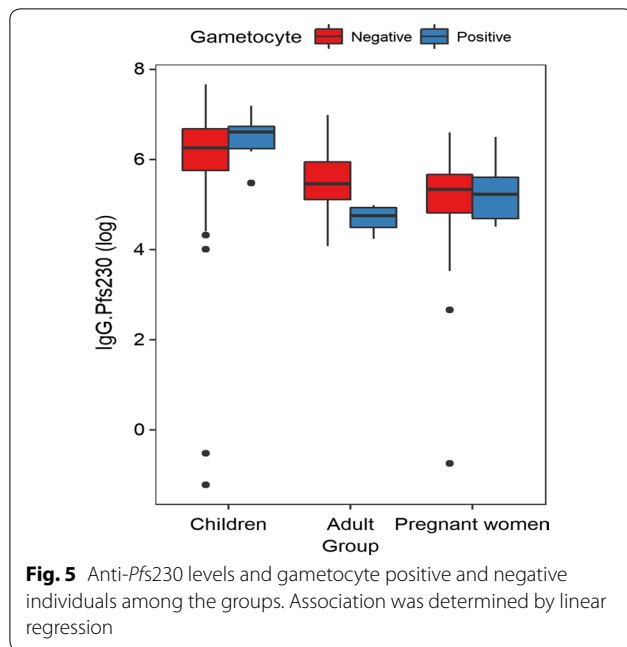 Gametocyte Negative Positive
8
6
4
2
0
IgG.Pfs230 (log)
Children Adult Pregnant women
Group
Fig. 5 Anti-Pfs230 levels and gametocyte positive and negative
individuals among the groups. Association was determined by linear
regression